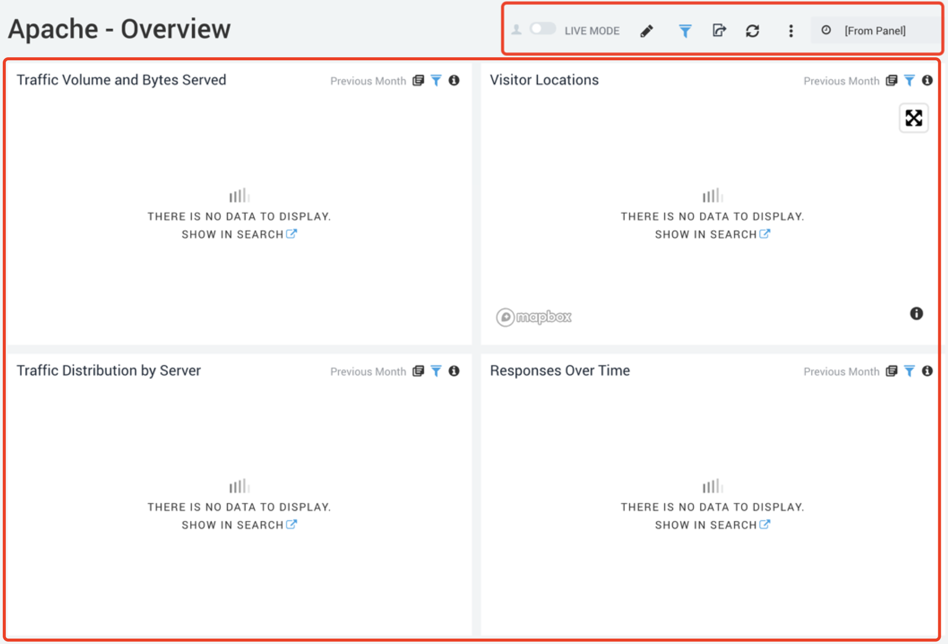 Apache - Overview
LIVE MODE
[From Panel]
Traffic Volume and Bytes Served
Previous Month
THERE IS NO DATA TO DISPLAY.
SHOW IN SEARCH
Visitor Locations
Previous Month
THERE IS NO DATA TO DISPLAY.
SHOW IN SEARCH
mapbox
Traffic Distribution by Server
Previous Month
THERE IS NO DATA TO DISPLAY.
SHOW IN SEARCH
Responses Over Time
Previous Month
THERE IS NO DATA TO DISPLAY.
SHOW IN SEARCH